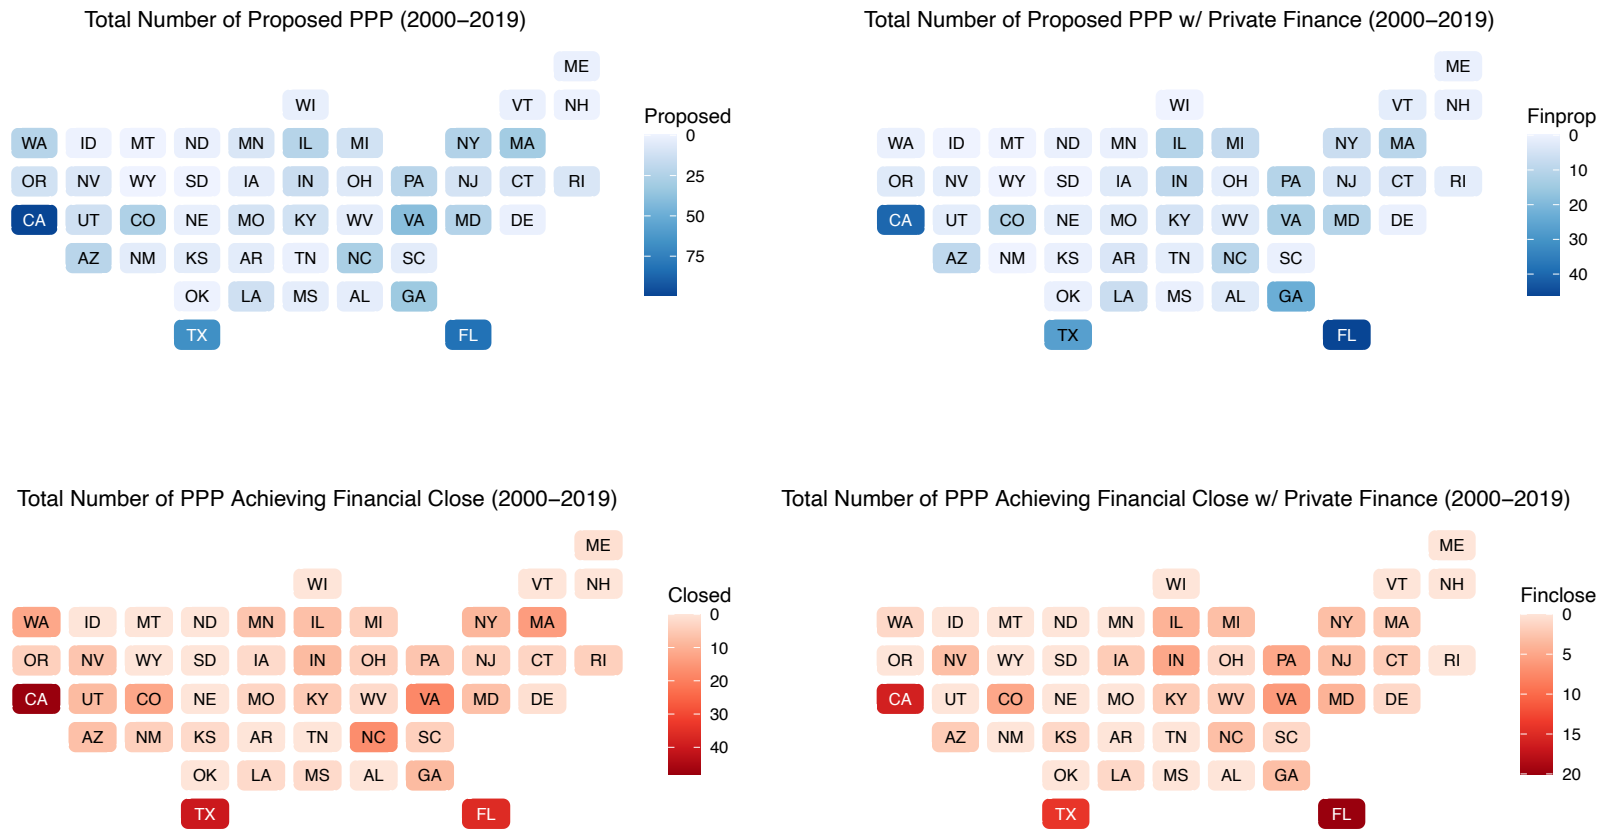 Total Number of Proposed PPP (2000−2019)
ME
WI VT NH
WA ID MT ND MN IL MI NY MA
OR NV WY SD IA IN OH PA NJ CT RI
CA UT CO NE MO KY WV VA MD DE
AZ NM KS AR TN NC SC
OK LA MS AL GA
TX FL
Proposed
0
25
50
75
Total Number of Proposed PPP w/ Private Finance (2000−2019)
ME
WI VT NH
WA ID MT ND MN IL MI NY MA
OR NV WY SD IA IN OH PA NJ CT RI
CA UT CO NE MO KY WV VA MD DE
AZ NM KS AR TN NC SC
OK LA MS AL GA
TX FL
Finprop
0
10
20
30
40
Total Number of PPP Achieving Financial Close (2000−2019)
ME
WI VT NH
WA ID MT ND MN IL MI NY MA
OR NV WY SD IA IN OH PA NJ CT RI
CA UT CO NE MO KY WV VA MD DE
AZ NM KS AR TN NC SC
OK LA MS AL GA
TX FL
Closed
0
10
20
30
40
Total Number of PPP Achieving Financial Close w/ Private Finance (2000−2019)
ME
WI VT NH
WA ID MT ND MN IL MI NY MA
OR NV WY SD IA IN OH PA NJ CT RI
CA UT CO NE MO KY WV VA MD DE
AZ NM KS AR TN NC SC
OK LA MS AL GA
TX FL
Finclose
0
5
10
15
20